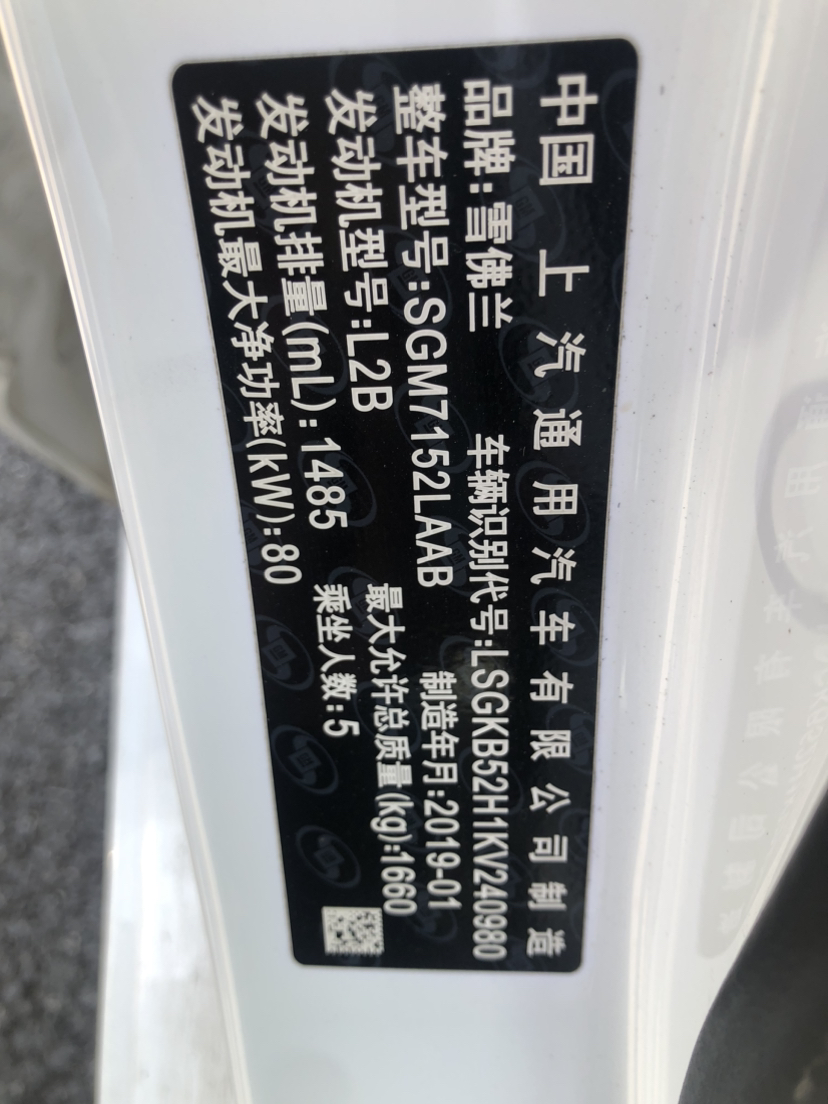 中国 上汽通用汽车有限公司制造
品牌:雪佛兰 车辆识别代号:LSGKB52H1KV240980
整车型号:SGM7152LAAB 制造年月:2019-01
发动机型号:L2B 最大允许总质量(kg):1660
发动机排量(mL):1485 乘坐人数:5
发动机最大净功率(kW):80